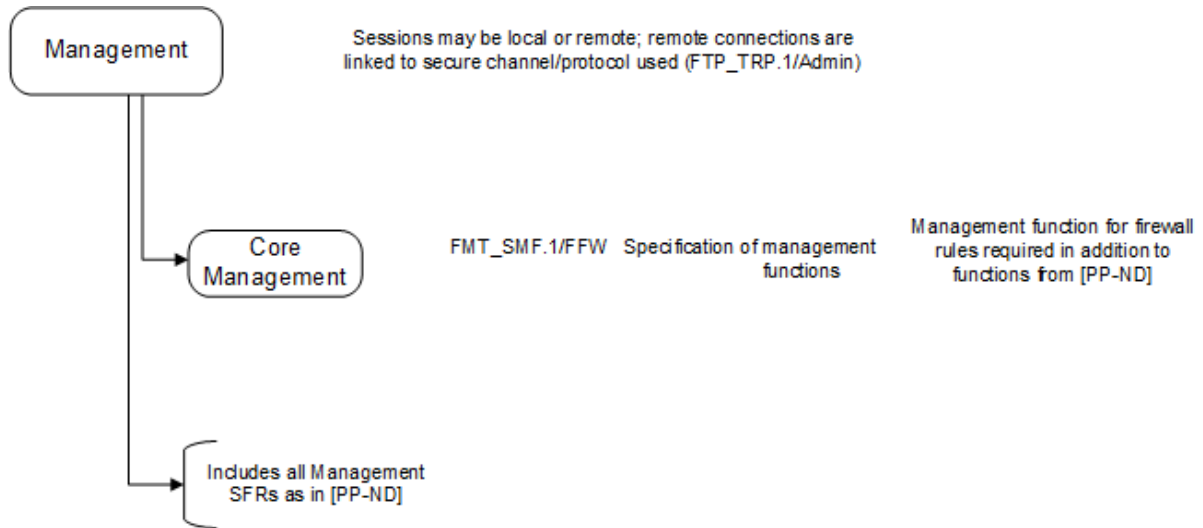 Management
Sessions may be local or remote; remote connections are
linked to secure channel/protocol used (FTP_TRP.1/Admin)
Core
Management
FMT_SMF.1/FFW
Specification of management
functions
Management function for firewall
rules required in addition to
functions from [PP-ND]
Includes all Management
SFRs as in [PP-ND]